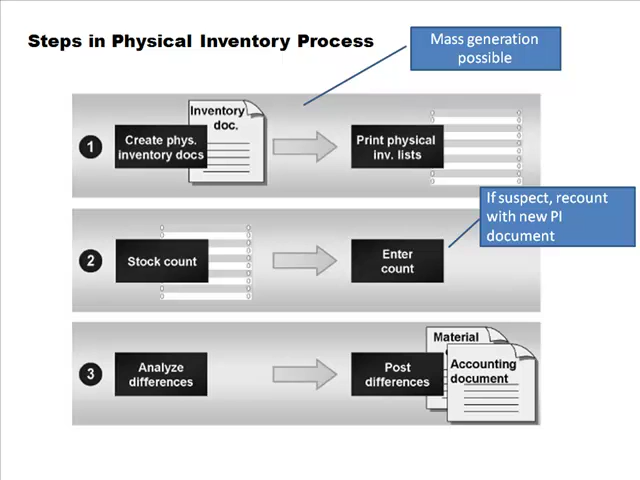 Steps in Physical Inventory Process
Mass generation
possible
Inventory
doc.
1
Create phys.
inventory docs
Print physical
inv. lists
If suspect, recount
with new PI
document
2
Stock count
Enter
count
3
Analyze
differences
Post
differences
Material
Accounting
document